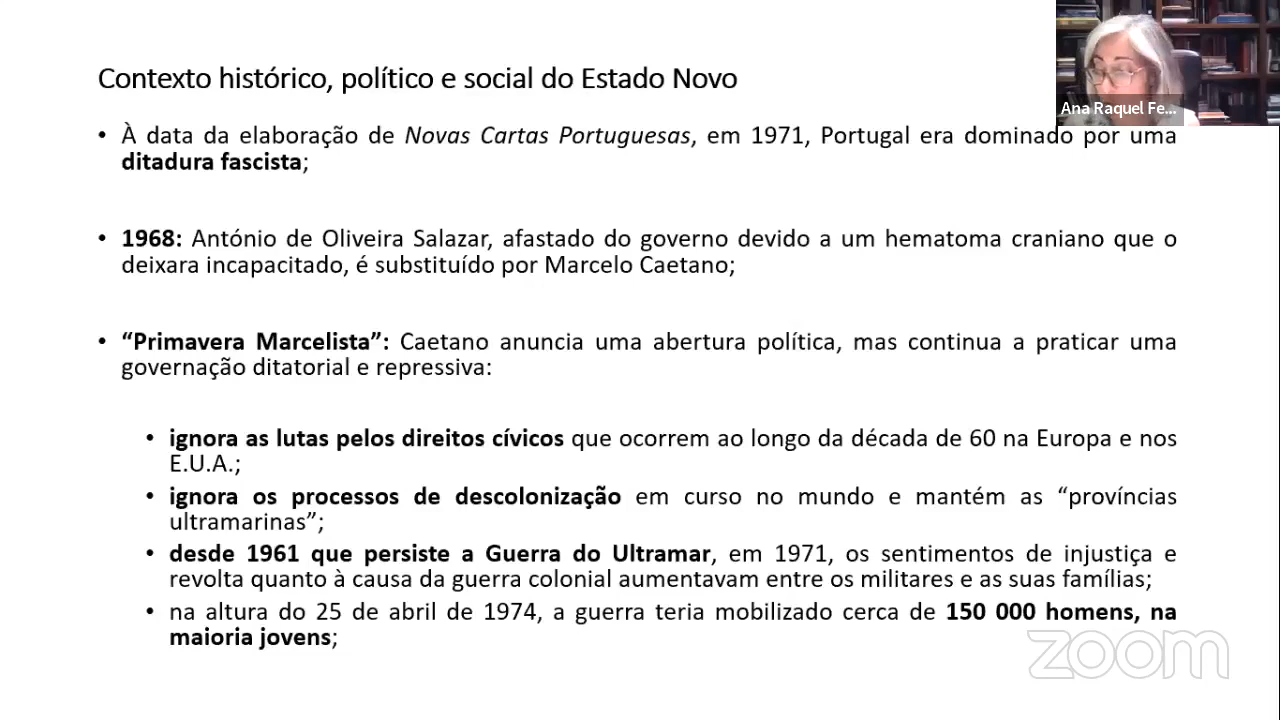 Contexto histórico, político e social do Estado Novo
Ana Raquel Fe...
• À data da elaboração de Novas Cartas Portuguesas, em 1971, Portugal era dominado por uma
ditadura fascista;
• 1968: António de Oliveira Salazar, afastado do governo devido a um hematoma craniano que o
deixara incapacitado, é substituído por Marcelo Caetano;
• “Primavera Marcelista”: Caetano anuncia uma abertura política, mas continua a praticar uma
governação ditatorial e repressiva:
• ignora as lutas pelos direitos cívicos que ocorrem ao longo da década de 60 na Europa e nos
E.U.A.;
• ignora os processos de descolonização em curso no mundo e mantém as “províncias
ultramarinas”;
• desde 1961 que persiste a Guerra do Ultramar, em 1971, os sentimentos de injustiça e
revolta quanto à causa da guerra colonial aumentavam entre os militares e as suas famílias;
• na altura do 25 de abril de 1974, a guerra teria mobilizado cerca de 150 000 homens, na
maioria jovens;
zoom